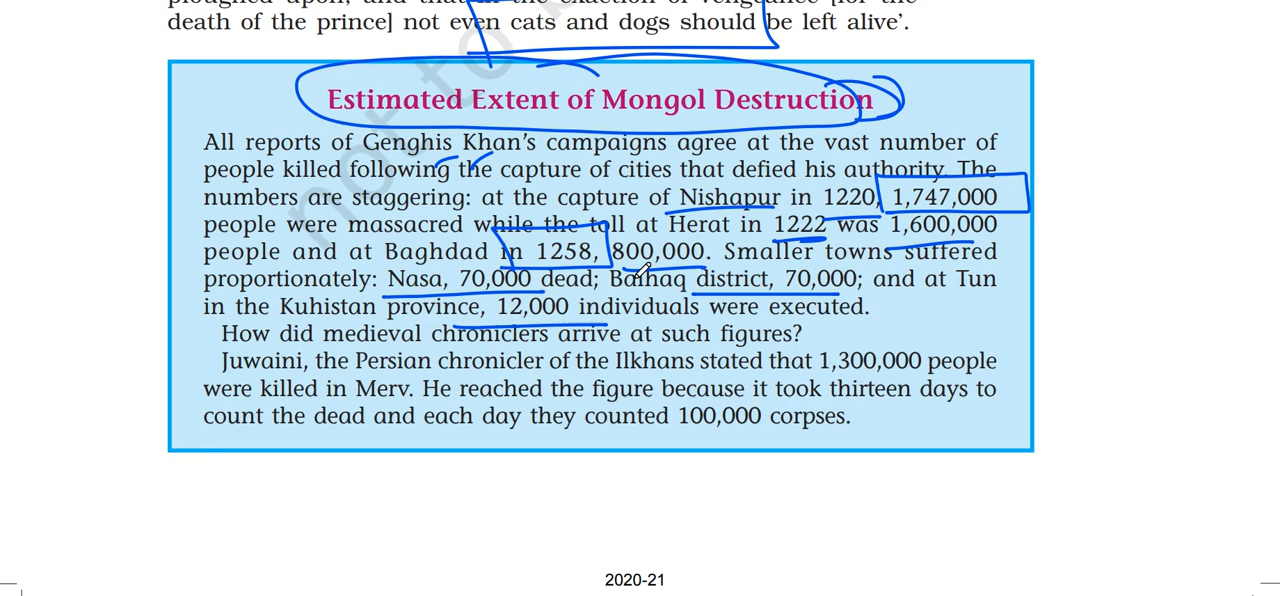 death of the prince] not even cats and dogs should be left alive'.
Estimated Extent of Mongol Destruction
All reports of Genghis Khan's campaigns agree at the vast number of
people killed following the capture of cities that defied his authority. The
numbers are staggering: at the capture of Nishapur in 1220, 1,747,000
people were massacred while the toll at Herat in 1222 was 1,600,000
people and at Baghdad in 1258, 800,000. Smaller towns suffered
proportionately: Nasa, 70,000 dead; Baihaq district, 70,000; and at Tun
in the Kuhistan province, 12,000 individuals were executed.
How did medieval chroniclers arrive at such figures?
Juwaini, the Persian chronicler of the Ilkhans stated that 1,300,000 people
were killed in Merv. He reached the figure because it took thirteen days to
count the dead and each day they counted 100,000 corpses.
2020-21